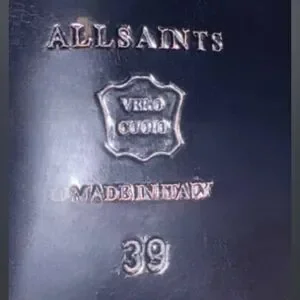 ALLSAINTS
VERO
CUOIO
MADE IN ITALY
39